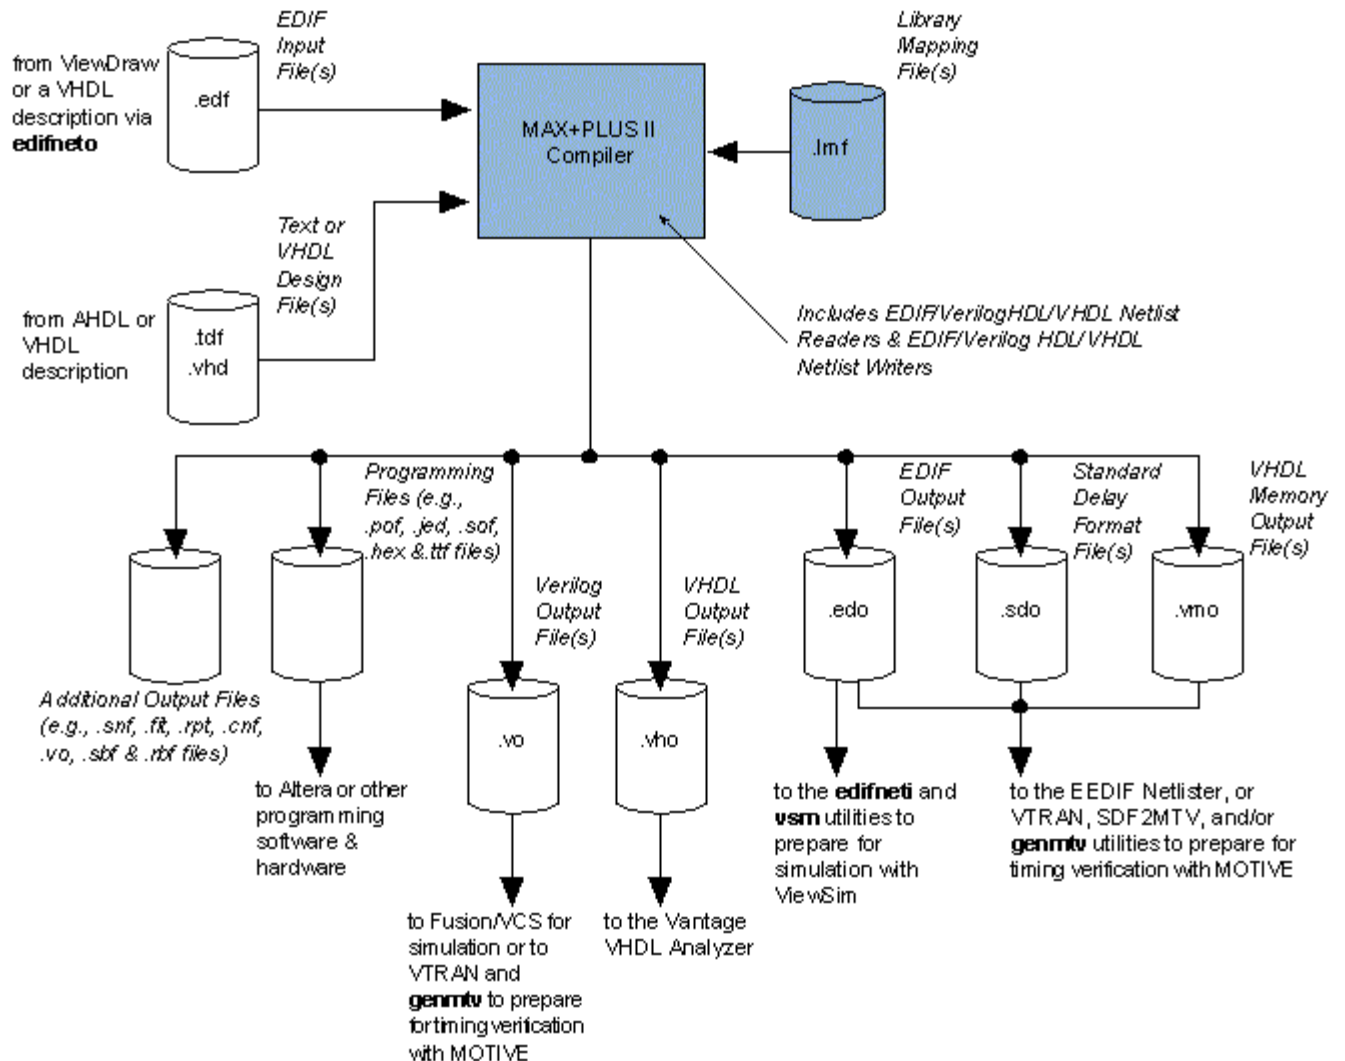 EDIF
Input
File(s)
Library
Mapping
File(s)
from ViewDraw
or a VHDL
description via
edifneto
.edf
MAX+PLUS II
Compiler
.lmf
Text or
VHDL
Design
File(s)
from AHDL or
VHDL
description
.tdf
.vhd
Includes EDIF/VerilogHDL/VHDL Netlist
Readers & EDIF/Verilog HDL/VHDL
Netlist Writers
Programming
Files (e.g.,
.pof, .jed, .sof,
.hex &.ttf files)
EDIF
Output
File(s)
Standard
Delay
Format
File(s)
VHDL
Memory
Output
File(s)
Verilog
Output
File(s)
VHDL
Output
File(s)
.edo
.sdo
.vmo
Additional Output Files
(e.g., .snf, .fit, .rpt, .cnf,
.vo, .sbf & .rbf files)
.vo
.vho
to Altera or other
programming
software &
hardware
to the edifneti and
vsm utilities to
prepare for
simulation with
ViewSim
to the EEDIF Netlister, or
VTRAN, SDF2MTV, and/or
genmtv utilities to prepare for
timing verification with MOTIVE
to Fusion/VCS for
simulation or to
VTRAN and
genmtv to prepare
for timing verification
with MOTIVE
to the Vantage
VHDL Analyzer